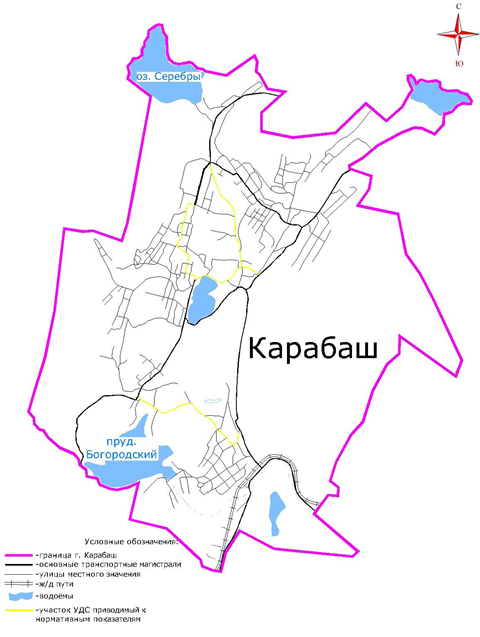 С
Ю
оз. Серебры
Карабаш
пруд.
Богородский
Условные обозначения:
-граница г. Карабаш
-основные транспортные магистрали
-улицы местного значения
-ж/д пути
-водоёмы
-участок УДС приводимый к
нормативным показателям